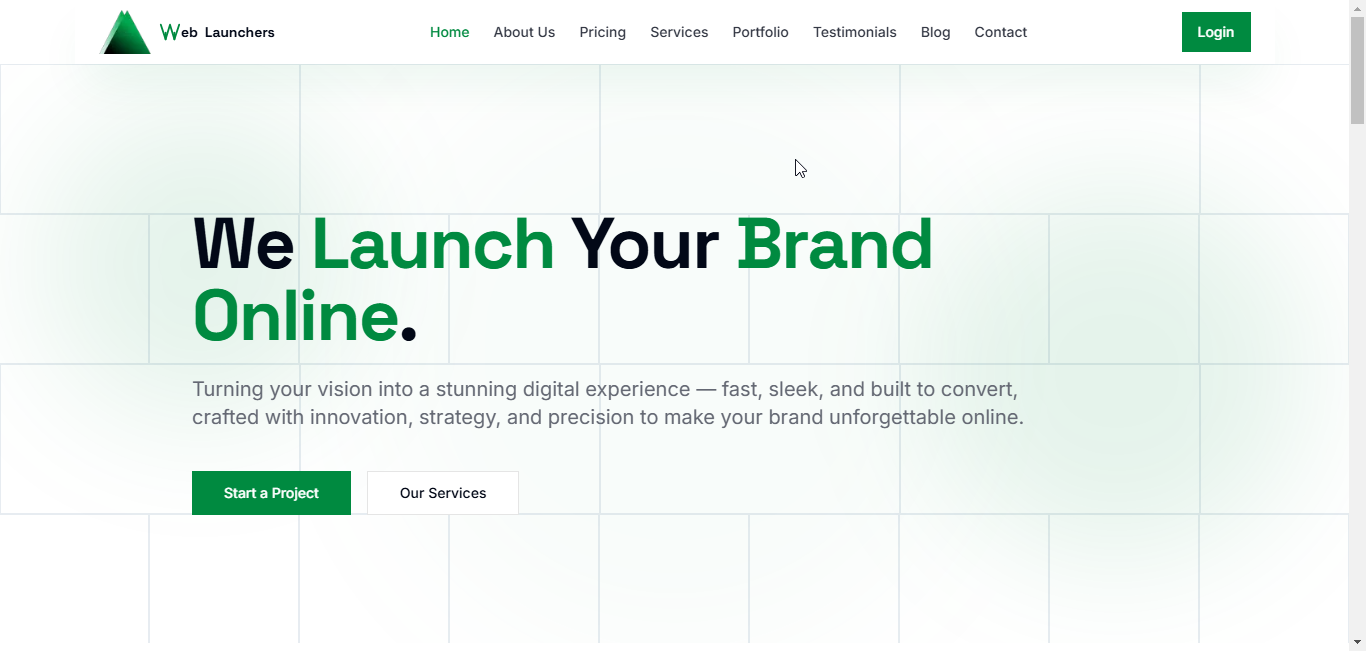 Web Launchers
Home About Us Pricing Services Portfolio Testimonials Blog Contact
Login
We Launch Your Brand
Online.
Turning your vision into a stunning digital experience — fast, sleek, and built to convert,
crafted with innovation, strategy, and precision to make your brand unforgettable online.
Start a Project
Our Services